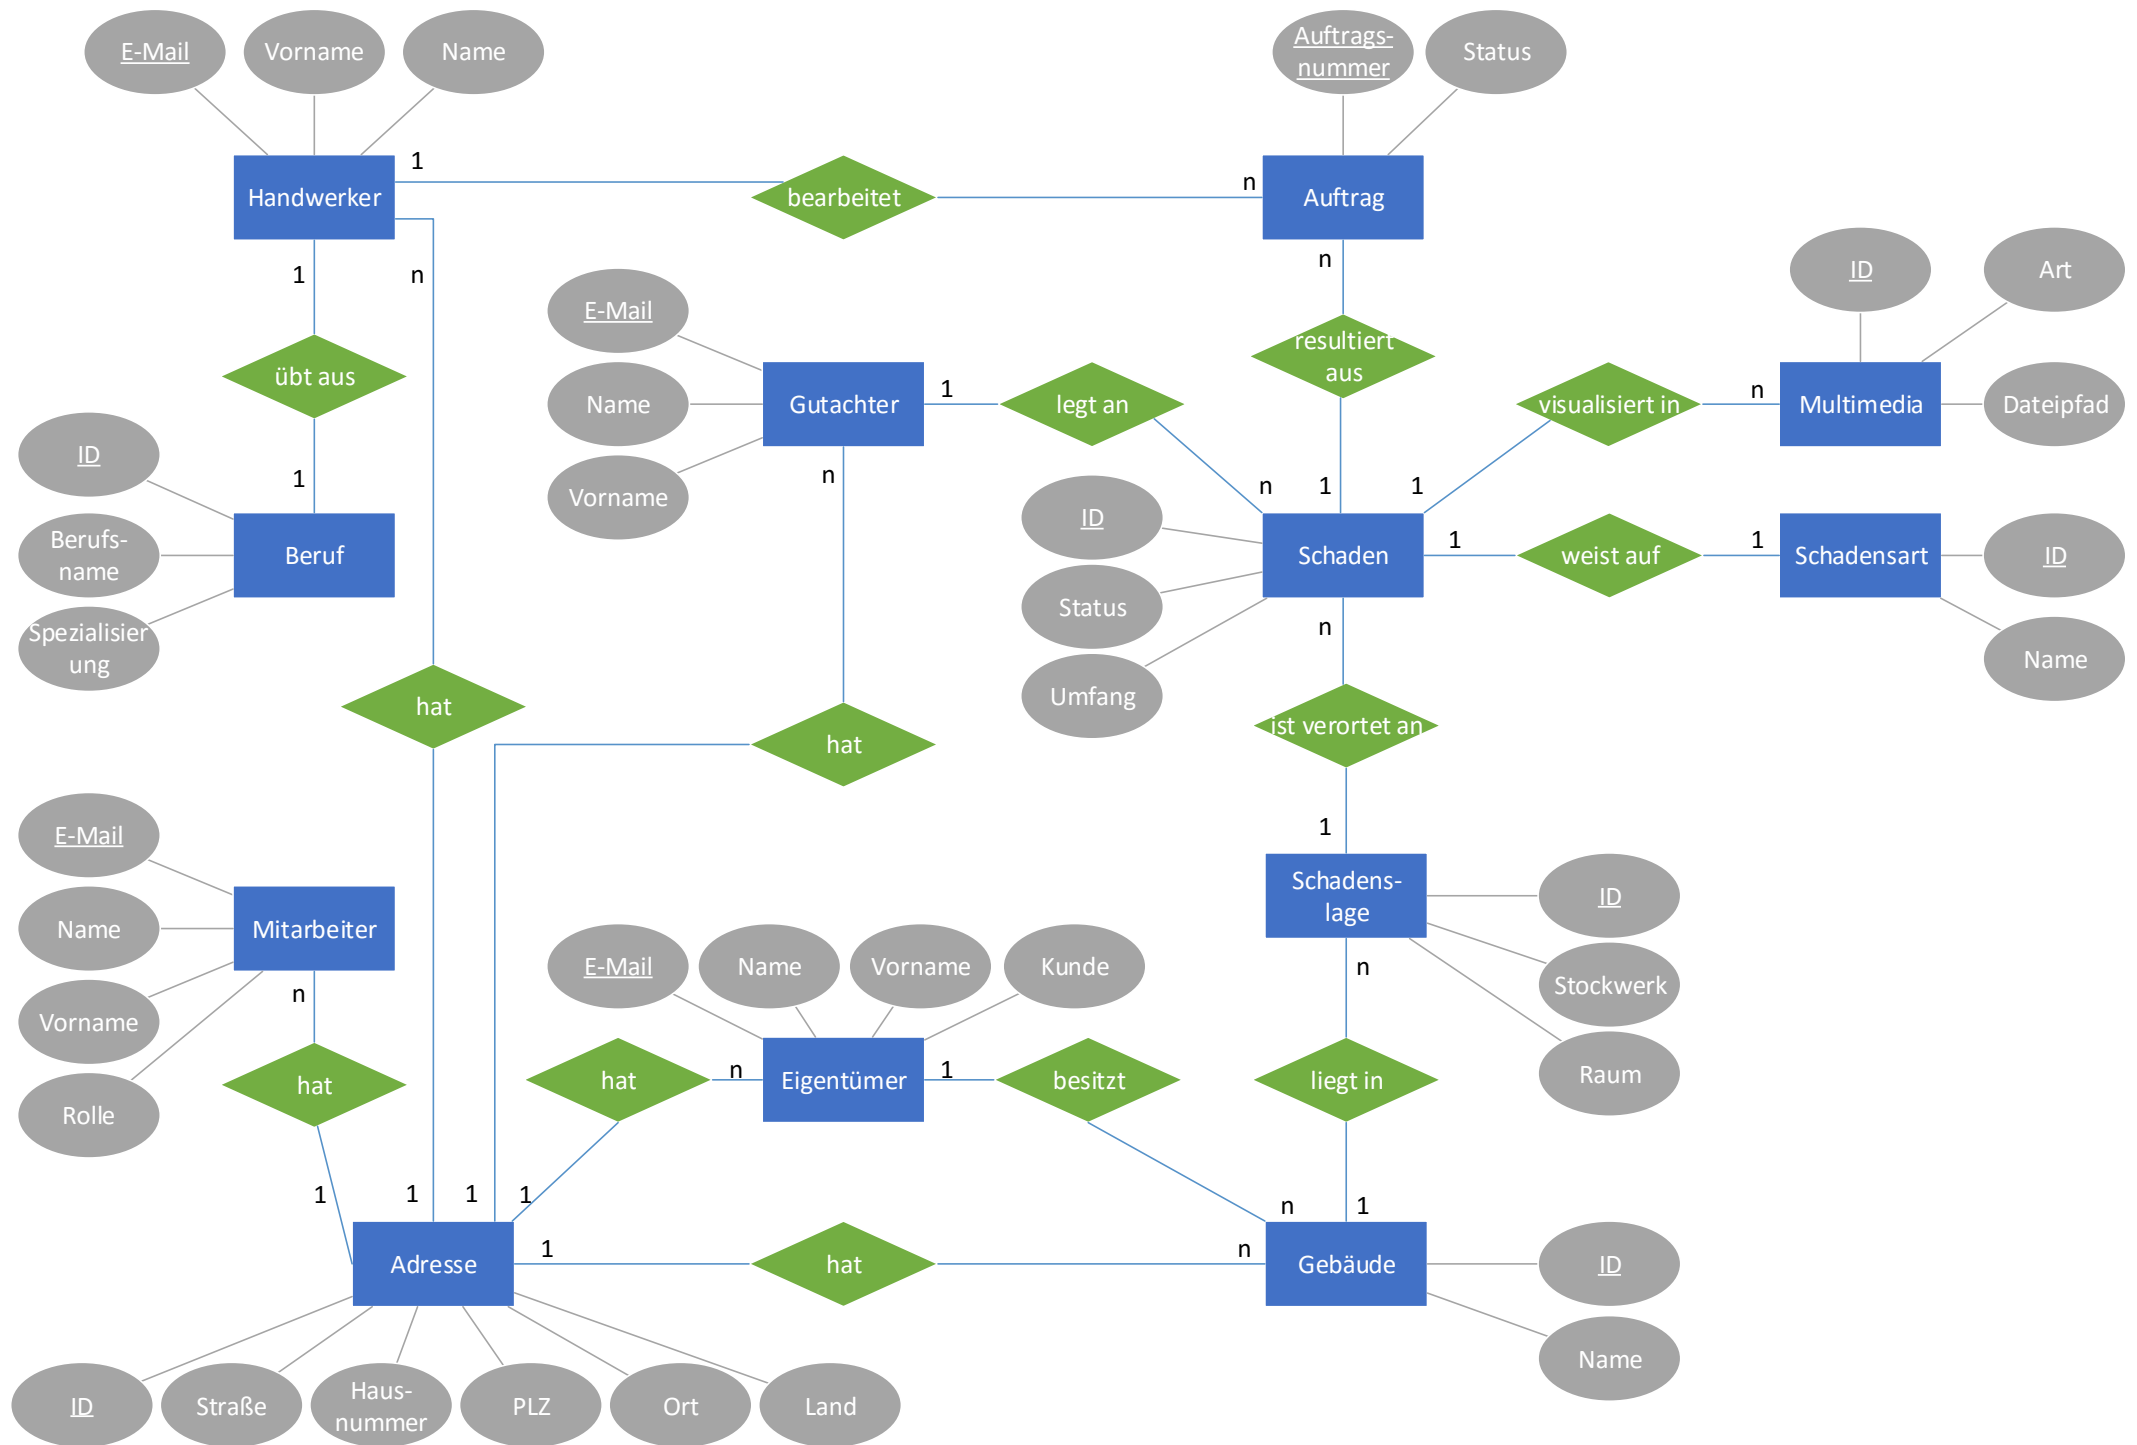 E-Mail
Vorname
Name
Auftrags-
nummer
Status
1
Handwerker
bearbeitet
n
Auftrag
1
n
n
ID
Art
E-Mail
resultiert
aus
übt aus
Name
Gutachter
1
legt an
visualisiert in
n
Multimedia
Dateipfad
ID
1
n
Vorname
n
1
1
ID
Berufs-
name
Beruf
Schaden
1
weist auf
1
Schadensart
ID
Spezialisier
ung
Status
n
Name
Umfang
hat
hat
ist verortet an
E-Mail
1
Name
Mitarbeiter
Schadens-
lage
ID
E-Mail
Name
Vorname
Kunde
n
n
Stockwerk
Vorname
hat
hat
n
Eigentümer
1
besitzt
liegt in
Raum
Rolle
1
1
1
1
n
1
Adresse
1
hat
n
Gebäude
ID
Name
ID
Straße
Haus-
nummer
PLZ
Ort
Land